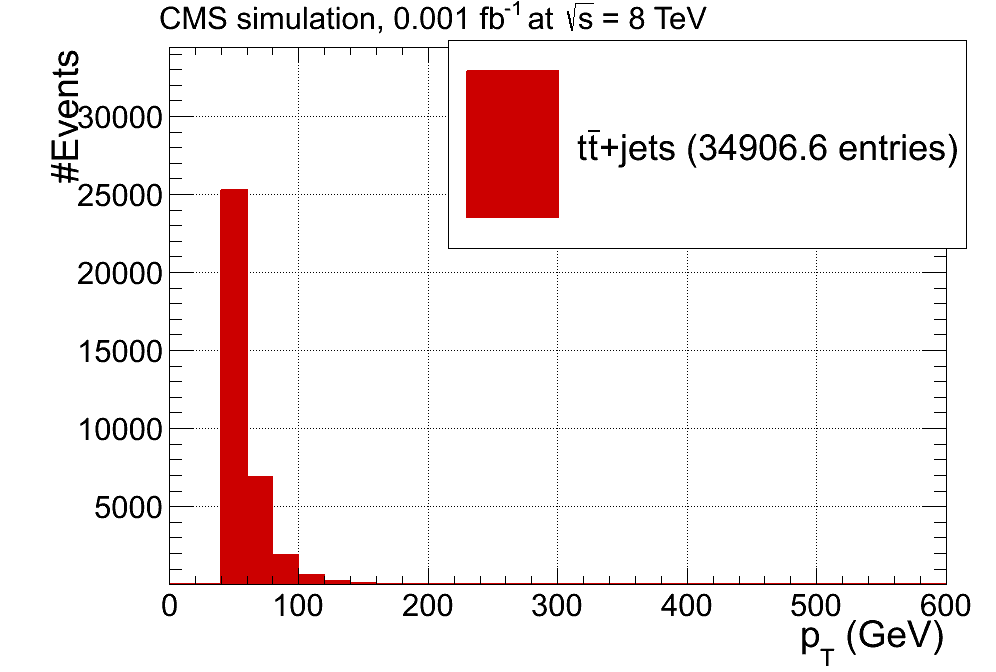 CMS simulation, 0.001 fb⁻¹ at √s = 8 TeV
#Events
30000
25000
20000
15000
10000
5000
tt̄+jets (34906.6 entries)
0 100 200 300 400 500 600
p_T (GeV)